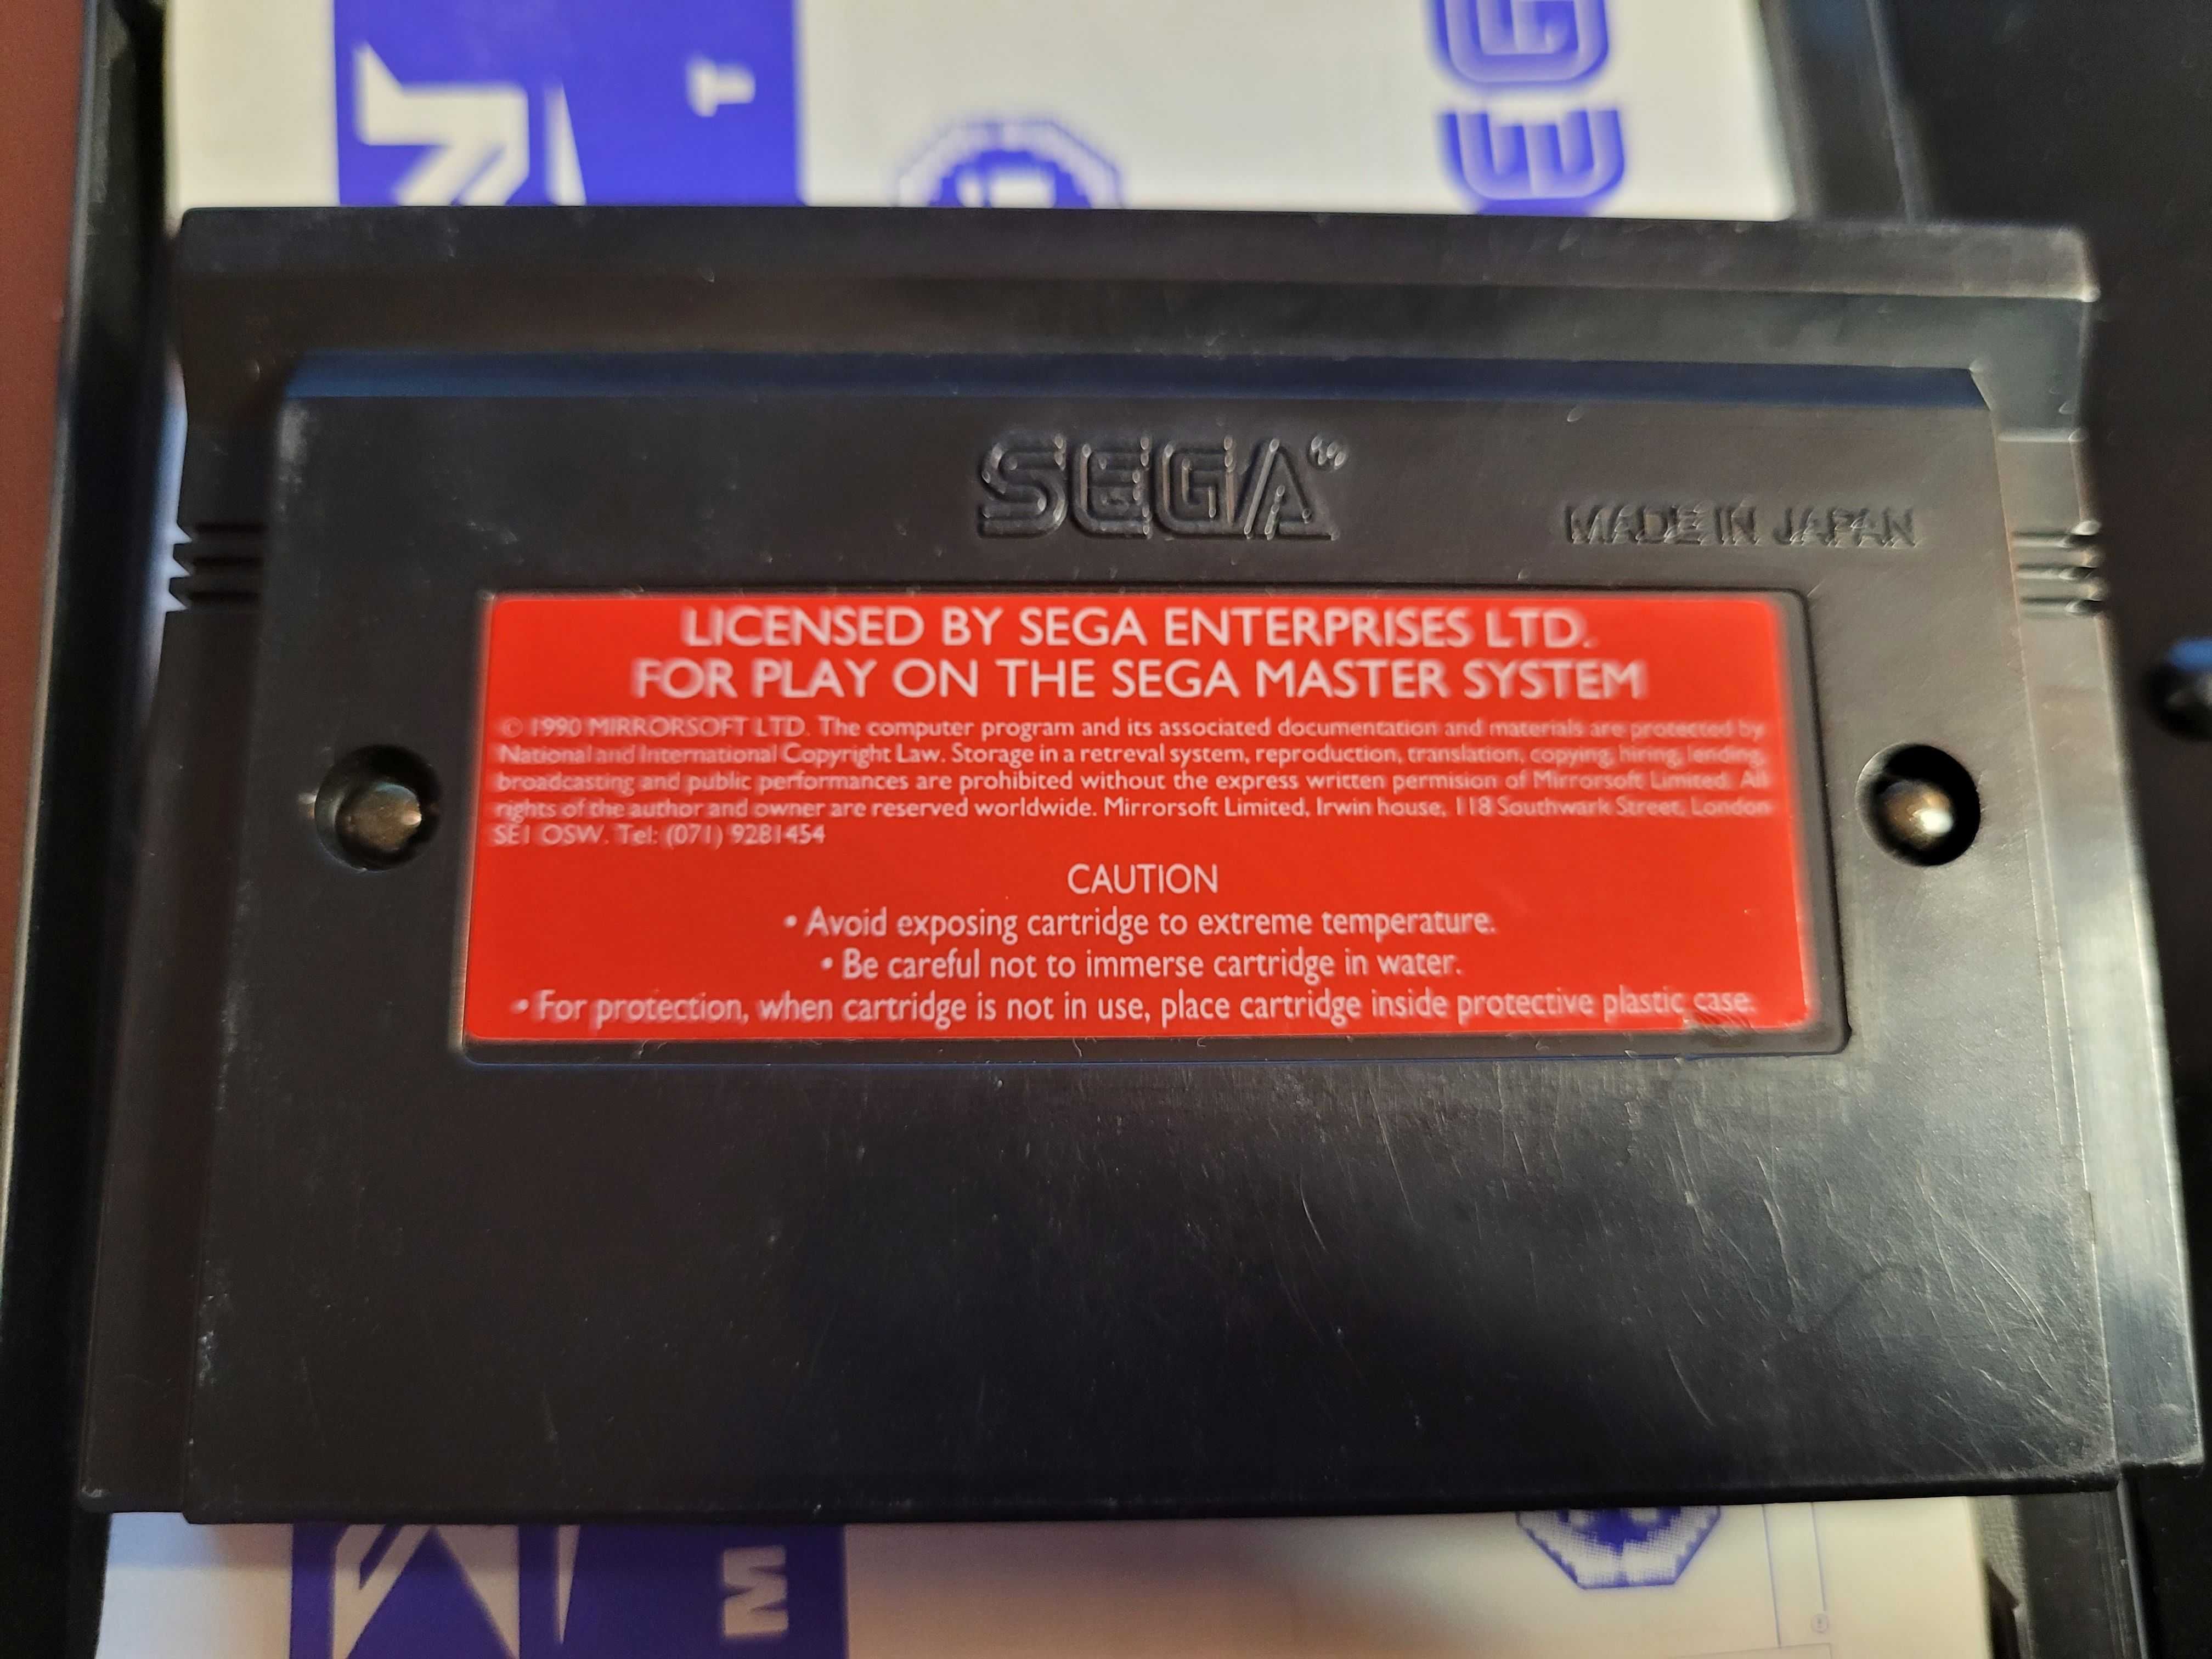 T
SEGA
MADE IN JAPAN
LICENSED BY SEGA ENTERPRISES LTD.
FOR PLAY ON THE SEGA MASTER SYSTEM
© 1990 MIRRORSOFT LTD. The computer program and its associated documentation and materials are protected by
National and International Copyright Law. Storage in a retreval system, reproduction, translation, copying, hiring, lending,
broadcasting and public performances are prohibited without the express written permision of Mirrorsoft Limited. All
rights of the author and owner are reserved worldwide. Mirrorsoft Limited, Irwin house, 118 Southwark Street, London
SE1 OSW. Tel: (071) 9281454
CAUTION
• Avoid exposing cartridge to extreme temperature.
• Be careful not to immerse cartridge in water.
• For protection, when cartridge is not in use, place cartridge inside protective plastic case.
M